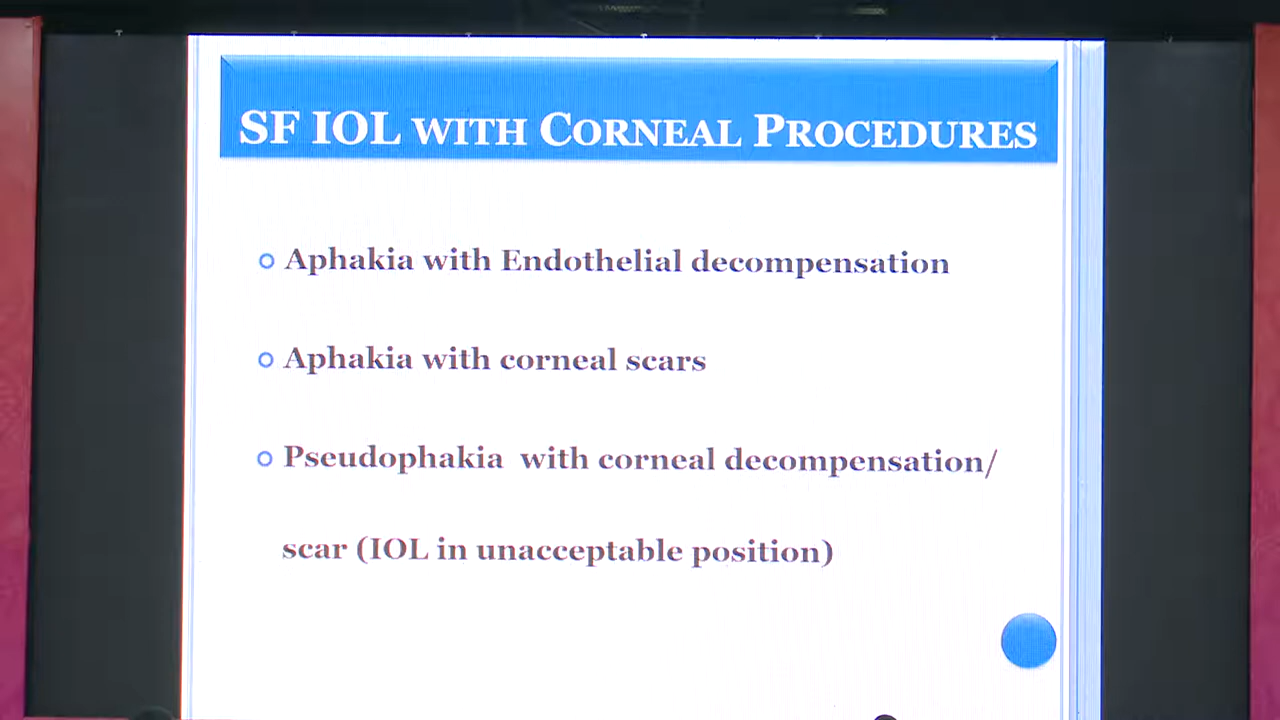 SF IOL WITH CORNEAL PROCEDURES
Aphakia with Endothelial decompensation
Aphakia with corneal scars
Pseudophakia with corneal decompensation/
scar (IOL in unacceptable position)